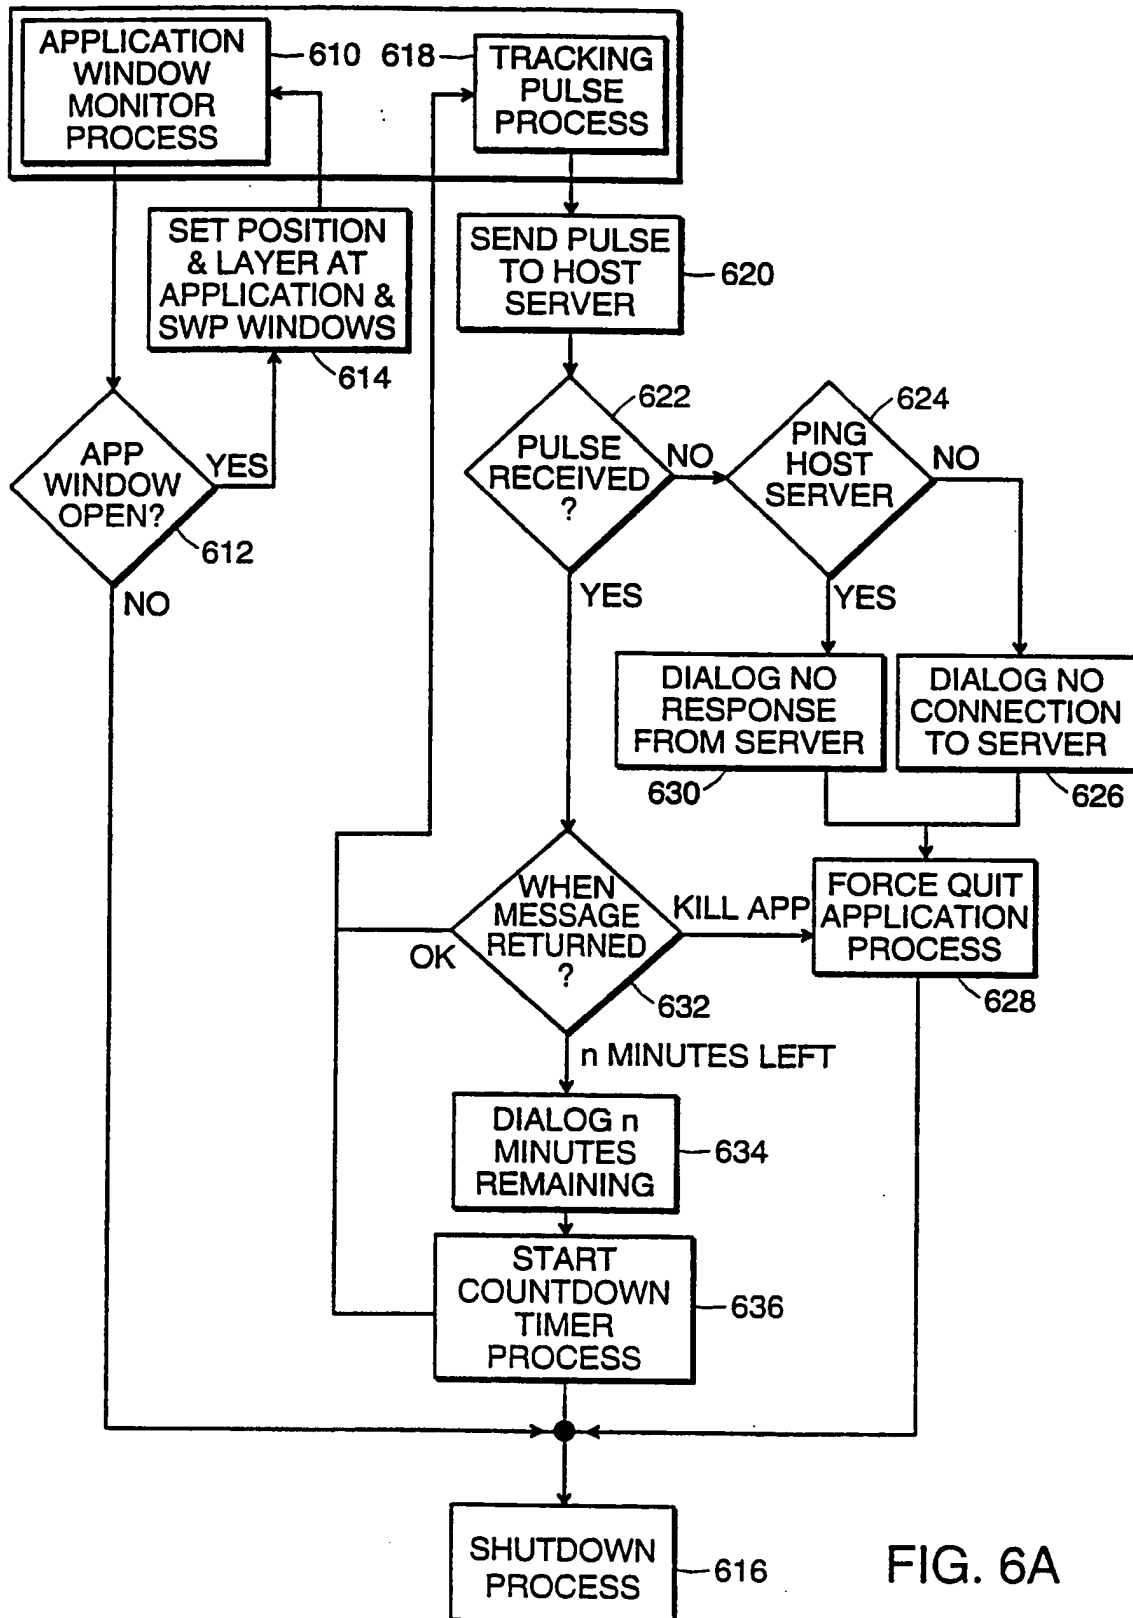 APPLICATION
WINDOW
MONITOR
PROCESS
610
618
TRACKING
PULSE
PROCESS
SET POSITION
& LAYER AT
APPLICATION &
SWP WINDOWS
614
SEND PULSE
TO HOST
SERVER
620
APP
WINDOW
OPEN?
YES
612
NO
PULSE
RECEIVED
?
622
NO
YES
PING
HOST
SERVER
624
NO
YES
DIALOG NO
RESPONSE
FROM SERVER
630
DIALOG NO
CONNECTION
TO SERVER
626
WHEN
MESSAGE
RETURNED
?
OK
KILL APP
632
n MINUTES LEFT
FORCE QUIT
APPLICATION
PROCESS
628
DIALOG n
MINUTES
REMAINING
634
START
COUNTDOWN
TIMER
PROCESS
636
SHUTDOWN
PROCESS
616
FIG. 6A